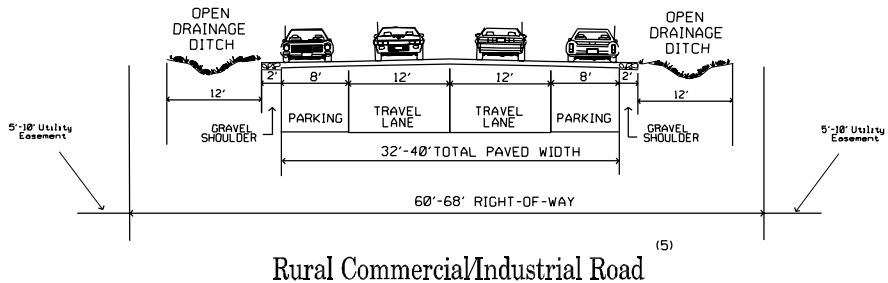 OPEN
DRAINAGE
DITCH
OPEN
DRAINAGE
DITCH
12'
2'
8'
12'
12'
8'
2'
12'
5'-10' Utility
Easement
GRAVEL
SHOULDER
PARKING
TRAVEL
LANE
TRAVEL
LANE
PARKING
GRAVEL
SHOULDER
5'-10' Utility
Easement
32'-40' TOTAL PAVED WIDTH
60'-68' RIGHT-OF-WAY
Rural Commercial/Industrial Road (5)